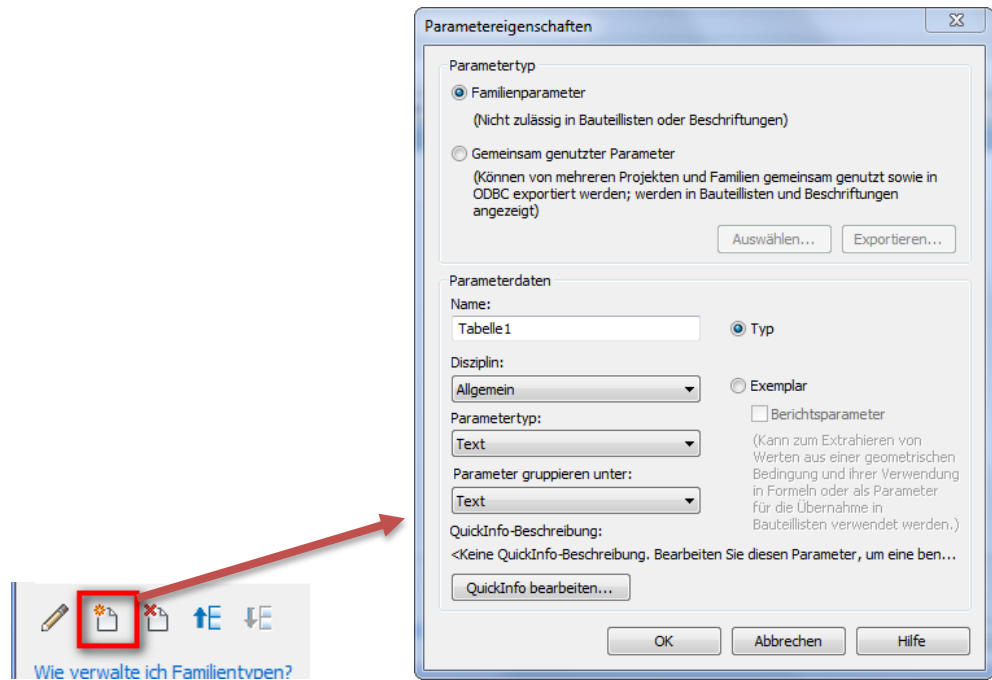 Parametereigenschaften
Parametertyp
Familienparameter
(Nicht zulässig in Bauteillisten oder Beschriftungen)
Gemeinsam genutzter Parameter
(Können von mehreren Projekten und Familien gemeinsam genutzt sowie in
ODBC exportiert werden; werden in Bauteillisten und Beschriftungen
angezeigt)
Auswählen... Exportieren...
Parameterdaten
Name:
Tabelle1
Typ
Disziplin:
Allgemein
Exemplar
Berichtsparameter
(Kann zum Extrahieren von
Werten aus einer geometrischen
Bedingung und ihrer Verwendung
in Formeln oder als Parameter
für die Übernahme in
Bauteillisten verwendet werden.)
Parametertyp:
Text
Parameter gruppieren unter:
Text
QuickInfo-Beschreibung:
<Keine QuickInfo-Beschreibung. Bearbeiten Sie diesen Parameter, um eine ben...
QuickInfo bearbeiten...
OK Abbrechen Hilfe
Wie verwalte ich Familientypen?